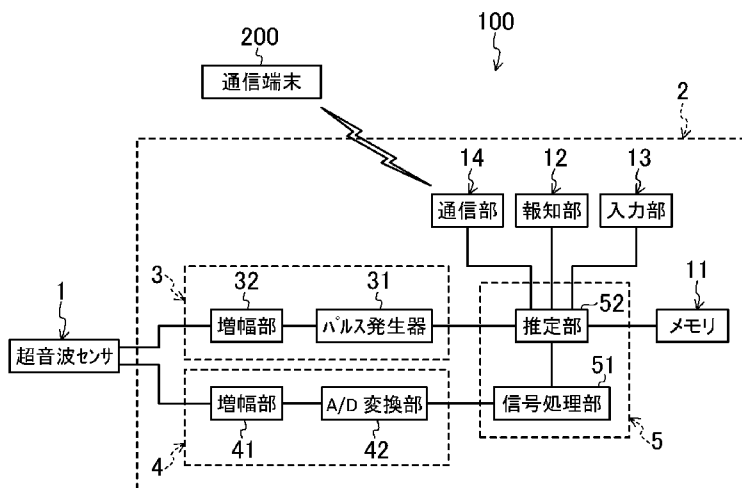 100
200
通信端末
2
14
12
13
通信部
報知部
入力部
3
32
31
52
11
1
増幅部
パルス発生器
推定部
メモリ
超音波センサ
51
増幅部
A/D 変換部
信号処理部
4
41
42
5